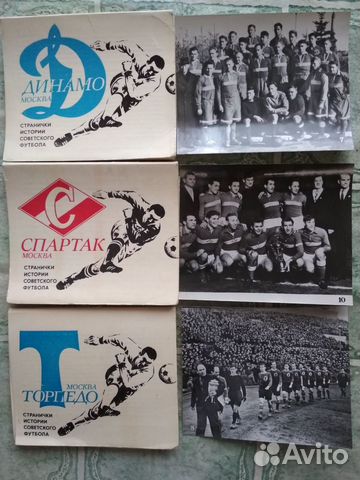 Д
ДИНАМО
МОСКВА
СТРАНИЧКИ
ИСТОРИИ
СОВЕТСКОГО
ФУТБОЛА
С
СПАРТАК
МОСКВА
СТРАНИЧКИ
ИСТОРИИ
СОВЕТСКОГО
ФУТБОЛА
10
Т
МОСКВА
ТОРПЕДО
СТРАНИЧКИ
ИСТОРИИ
СОВЕТСКОГО
ФУТБОЛА
Avito